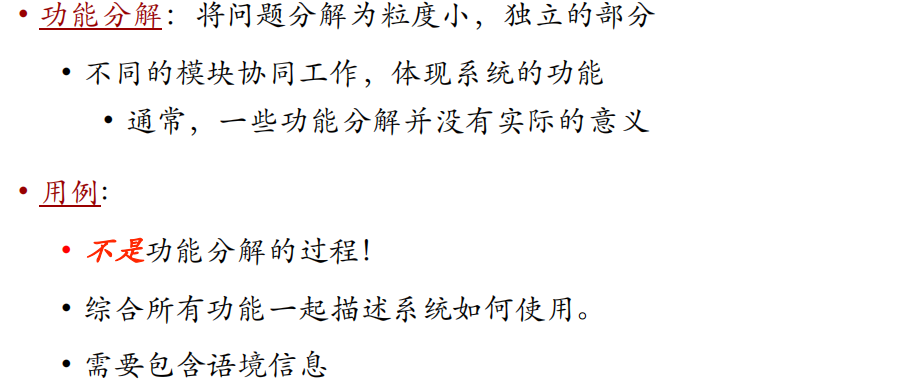 • 功能分解：将问题分解为粒度小，独立的部分
• 不同的模块协同工作，体现系统的功能
• 通常，一些功能分解并没有实际的意义
• 用例:
• 不是功能分解的过程!
• 综合所有功能一起描述系统如何使用。
• 需要包含语境信息